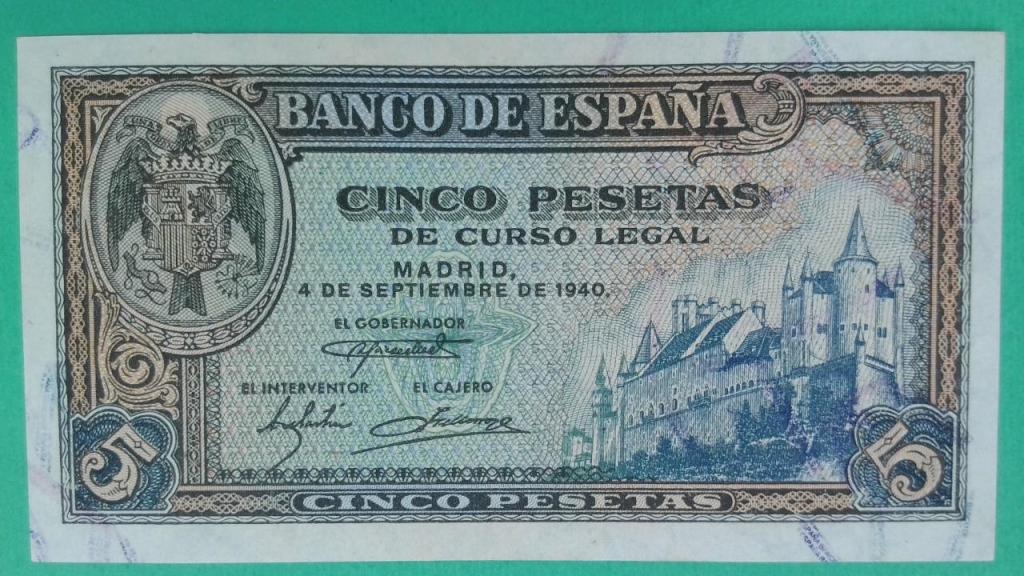 BANCO DE ESPAÑA
CINCO PESETAS
DE CURSO LEGAL
MADRID,
4 DE SEPTIEMBRE DE 1940.
EL GOBERNADOR
EL INTERVENTOR EL CAJERO
5 5
CINCO PESETAS